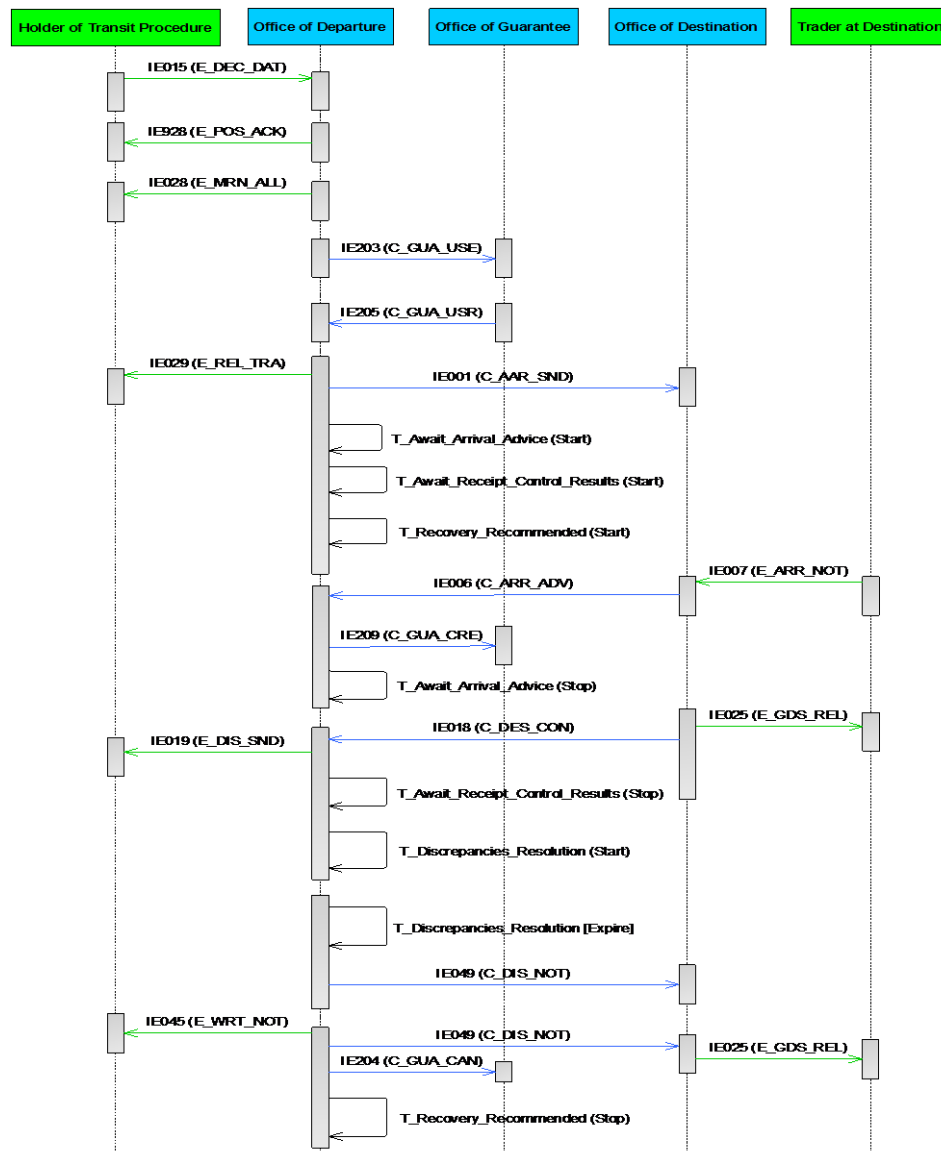 Holder of Transit Procedure
Office of Departure
Office of Guarantee
Office of Destination
Trader at Destination
IE015 (E_DEC_DAT)
IE928 (E_POS_ACK)
IE028 (E_MRN_ALL)
IE203 (C_GUA_USE)
IE205 (C_GUA_USR)
IE029 (E_REL_TRA)
IE001 (C_AAR_SND)
T_Await_Arrival_Advice (Start)
T_Await_Receipt_Control_Results (Start)
T_Recovery_Recommended (Start)
IE007 (E_ARR_NOT)
IE006 (C_ARR_ADV)
IE209 (C_GUA_CRE)
T_Await_Arrival_Advice (Stop)
IE025 (E_GDS_REL)
IE018 (C_DES_CON)
IE019 (E_DIS_SND)
T_Await_Receipt_Control_Results (Stop)
T_Discrepancies_Resolution (Start)
T_Discrepancies_Resolution [Expire]
IE049 (C_DIS_NOT)
IE045 (E_WRT_NOT)
IE049 (C_DIS_NOT)
IE025 (E_GDS_REL)
IE204 (C_GUA_CAN)
T_Recovery_Recommended (Stop)